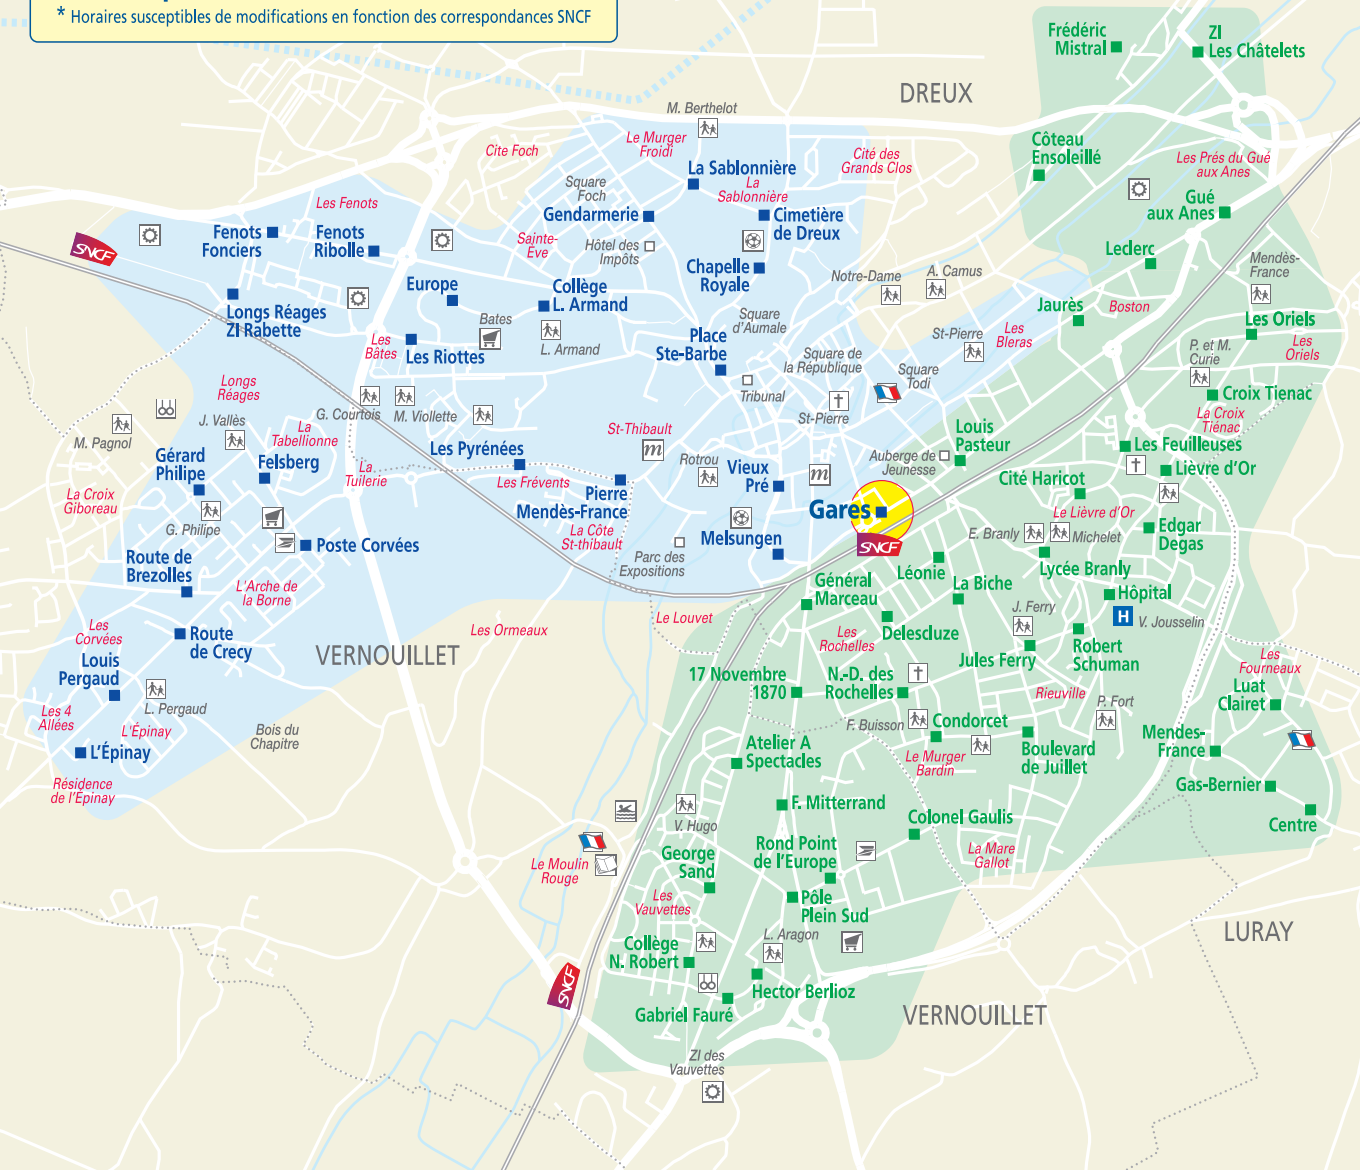 * Horaires susceptibles de modifications en fonction des correspondances SNCF
Frédéric
Mistral
ZI
Les Châtelets
DREUX
M. Berthelot
Cite Foch
Le Murger
Froidl
Côteau
Ensoleillé
Cité des
Grands Clos
Les Prés du Gué
aux Anes
La Sablonnière
La
Sablonnière
Square
Foch
Gué
aux Anes
Les Fenots
Gendarmerie
Cimetière
de Dreux
Fenots
Fonciers
Fenots
Ribolle
Sainte-
Eve
Hôtel des
Impôts
SNCF
Leclerc
Mendès-
France
Chapelle
Royale
Notre-Dame
A. Camus
Europe
Collège
L. Armand
Longs Réages
ZI Rabette
Jaurès
Boston
Les Oriels
Bates
Square
d'Aumale
St-Pierre
Les
Bleras
Les
Bâtes
Les Riottes
L. Armand
Place
Ste-Barbe
Square de
la République
Square
Todi
P. et M.
Curie
Les
Oriels
Longs
Réages
Tribunal
Croix Tienac
G. Courtois
M. Viollette
St-Pierre
La Croix
Tiénac
J. Vallès
La
Tabellionne
St-Thibault
Louis
Pasteur
M. Pagnol
Les Pyrénées
Les Feuilleuses
Gérard
Philipe
Felsberg
La
Tuilerie
m
Rotrou
Vieux
Pré
m
Auberge de
Jeunesse
Lièvre d'Or
Cité Haricot
Les Frévents
La Croix
Giboreau
Pierre
Mendès-France
Gares
Le Lièvre d'Or
G. Philipe
La Côte
St-thibault
Melsungen
E. Branly
Michelet
Edgar
Degas
Poste Corvées
SNCF
Route de
Brezolles
Parc des
Expositions
Léonie
Lycée Branly
L'Arche de
la Borne
Général
Marceau
La Biche
Hôpital
H
V. Jousselin
Les
Corvées
Route
de Crecy
Les Ormeaux
Le Louvet
J. Ferry
Delescluze
Les
Rochelles
VERNOUILLET
Jules Ferry
Robert
Schuman
Louis
Pergaud
Les
Fourneaux
17 Novembre
1870
N.-D. des
Rochelles
Rieuville
Luat
Clairet
L. Pergaud
P. Fort
Les 4
Allées
L'Épinay
Bois du
Chapitre
F. Buisson
Condorcet
Mendes-
France
L'Épinay
Atelier A
Spectacles
Le Murger
Bardin
Boulevard
de Juillet
Résidence
de l'Épinay
Gas-Bernier
F. Mitterrand
Colonel Gaulis
Centre
V. Hugo
George
Sand
Rond Point
de l'Europe
La Mare
Gallot
Le Moulin
Rouge
Les
Vauvettes
Pôle
Plein Sud
L. Aragon
LURAY
Collège
N. Robert
SNCF
Hector Berlioz
Gabriel Fauré
VERNOUILLET
ZI des
Vauvettes